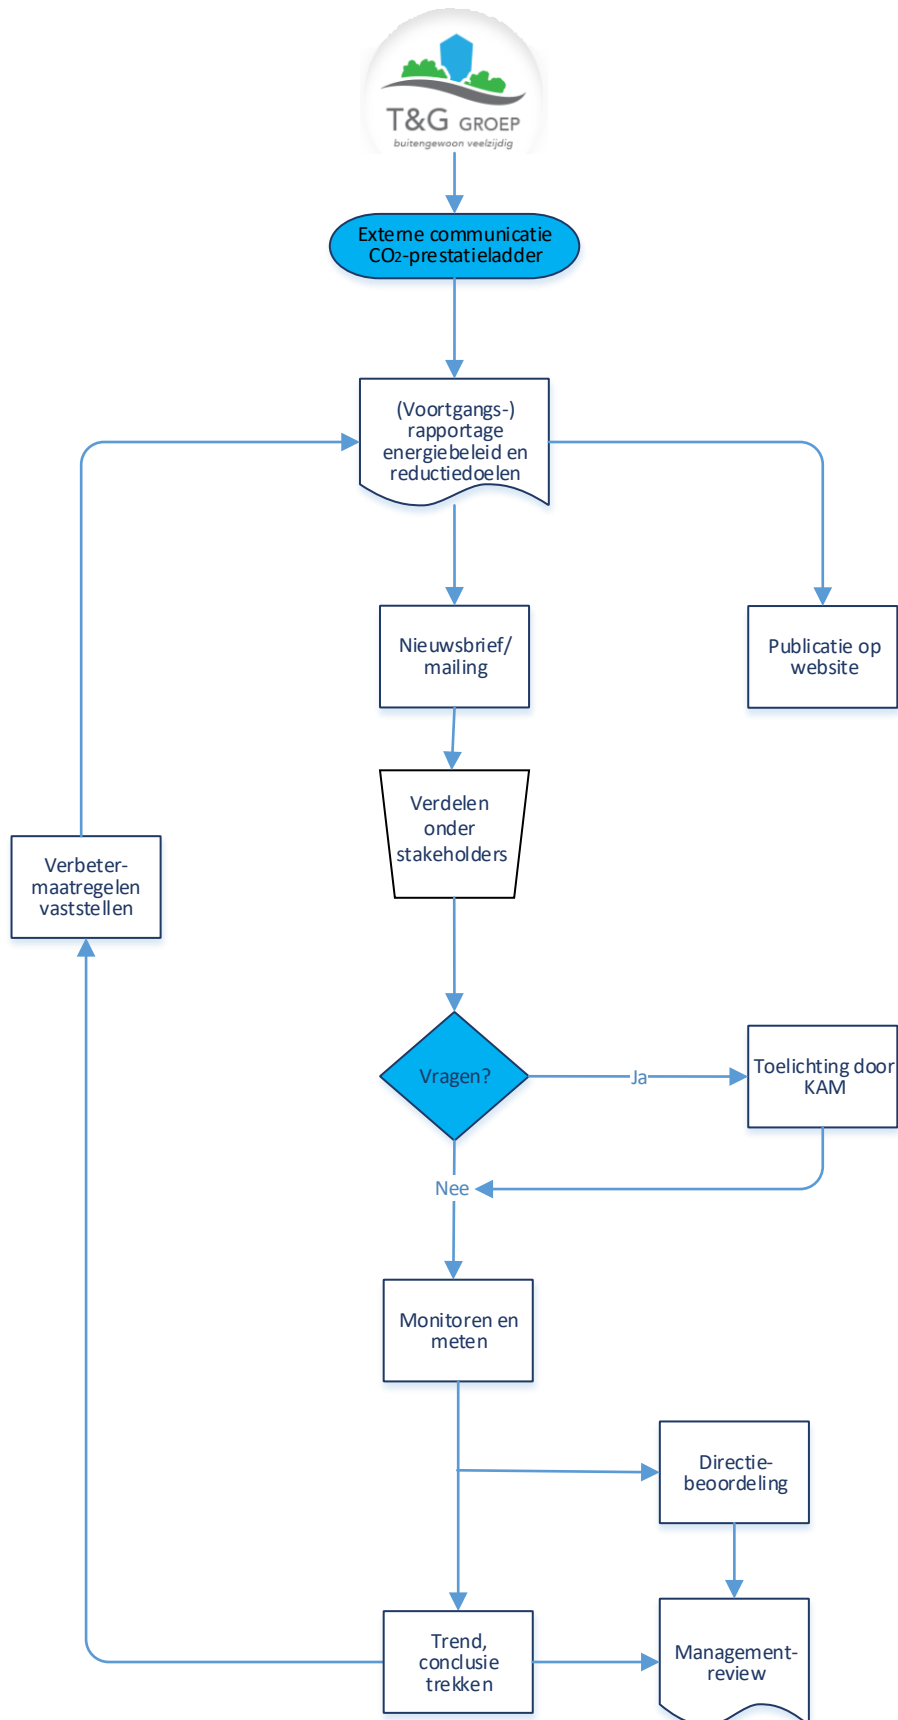 T&G GROEP
buitengewoon veelzijdig
Externe communicatie
CO2-prestatieladder
(Voortgangs-)
rapportage
energiebeleid en
reductiedoelen
Nieuwsbrief/
mailing
Publicatie op
website
Verdelen
onder
stakeholders
Verbeter-
maatregelen
vaststellen
Vragen?
Ja
Toelichting door
KAM
Nee
Monitoren en
meten
Directie-
beoordeling
Trend,
conclusie
trekken
Management-
review